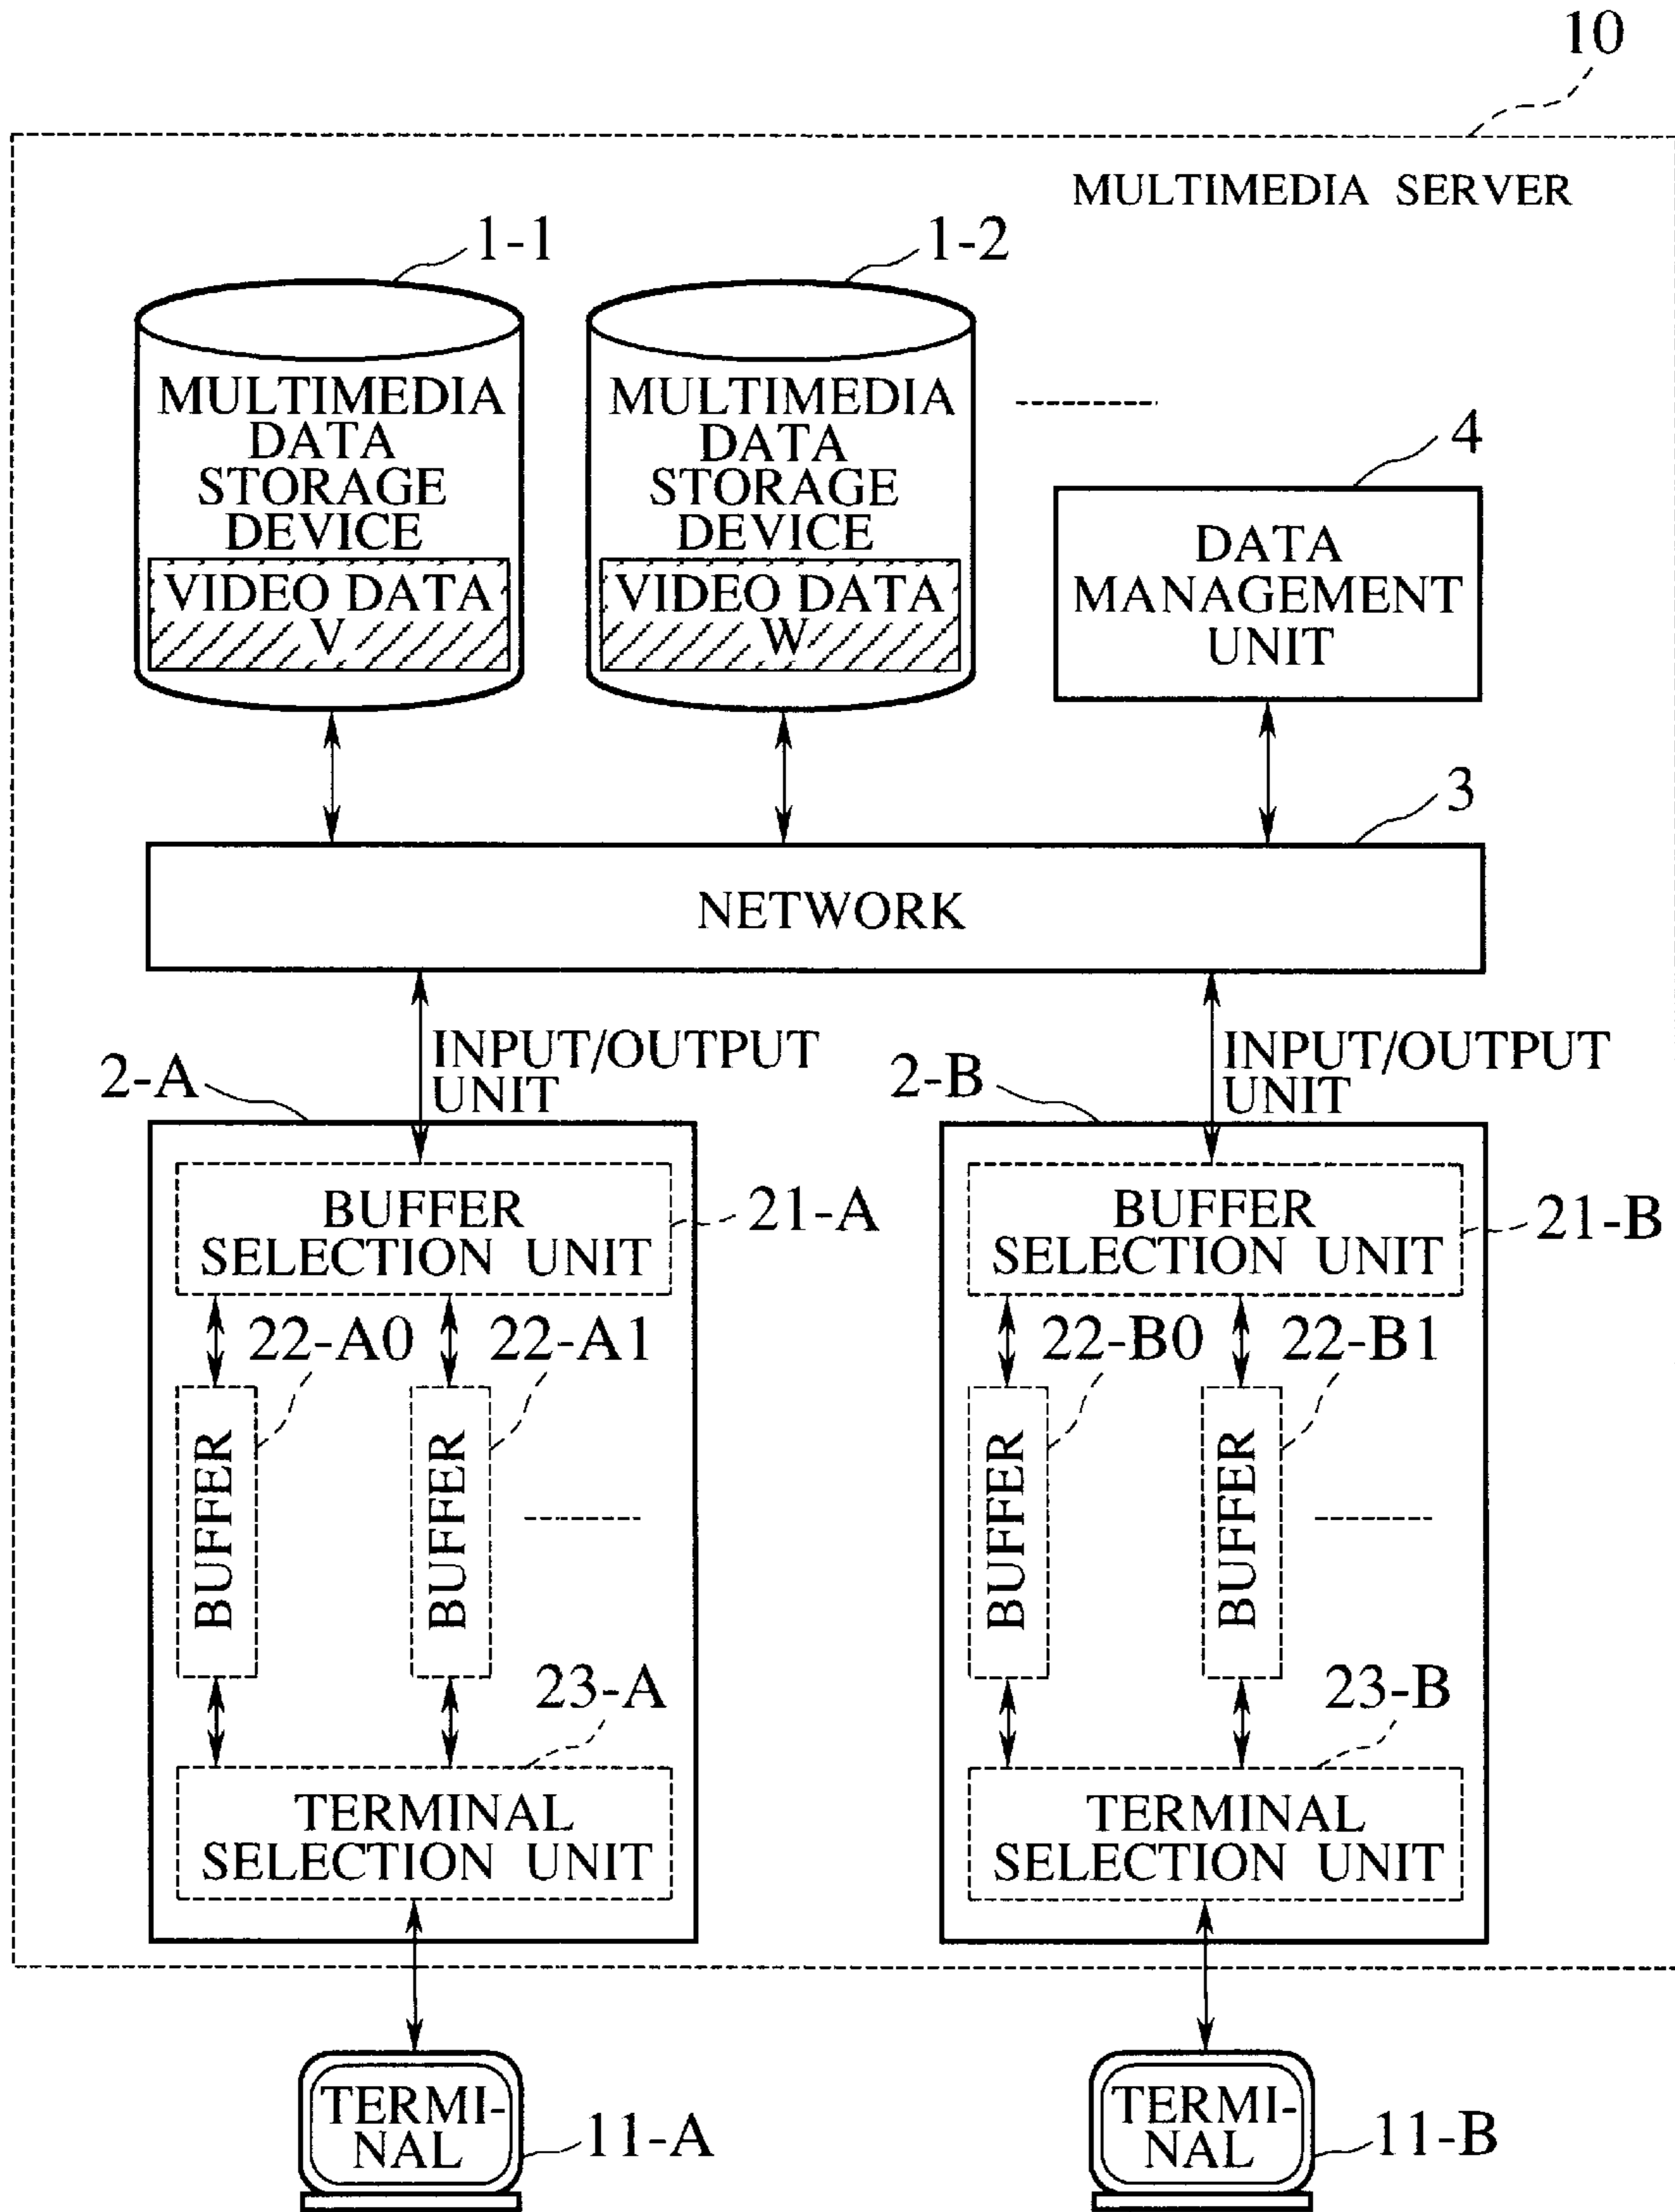 10
MULTIMEDIA SERVER
1-1
1-2
MULTIMEDIA
DATA
STORAGE
DEVICE
VIDEO DATA
V
MULTIMEDIA
DATA
STORAGE
DEVICE
VIDEO DATA
W
4
DATA
MANAGEMENT
UNIT
3
NETWORK
2-A
INPUT/OUTPUT
UNIT
2-B
INPUT/OUTPUT
UNIT
BUFFER
SELECTION UNIT
21-A
BUFFER
SELECTION UNIT
21-B
22-A0
22-A1
22-B0
22-B1
BUFFER
BUFFER
BUFFER
BUFFER
23-A
23-B
TERMINAL
SELECTION UNIT
TERMINAL
SELECTION UNIT
TERMI-
NAL
11-A
TERMI-
NAL
11-B